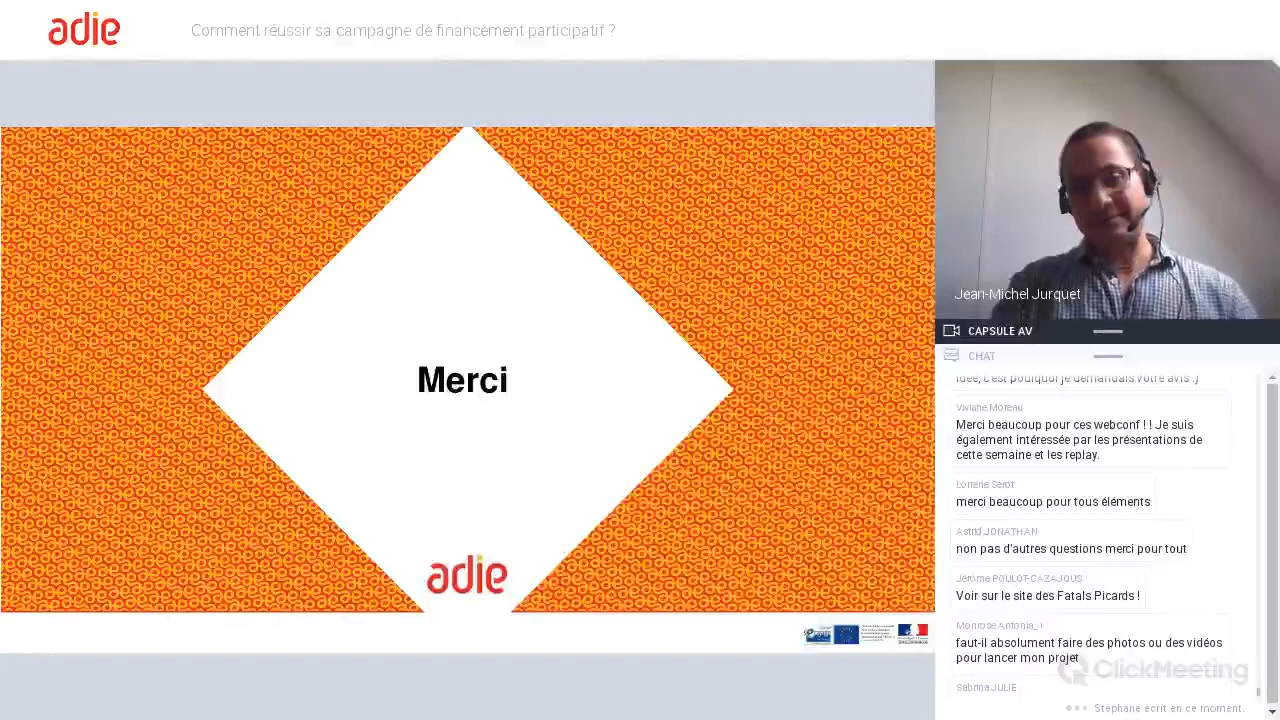 adie
Comment réussir sa campagne de financement participatif ?
Merci
adie
Jean-Michel Jurquet
CAPSULE AV
CHAT
idée, c'est pourquoi je demandais votre avis :)
Viviane Moreau
Merci beaucoup pour ces webconf ! ! Je suis
également intéressée par les présentations de
cette semaine et les replay.
Lorraine Serot
merci beaucoup pour tous éléments
Astrid JONATHAN
non pas d'autres questions merci pour tout
Jérôme POULOT-CAZAJOUS
Voir sur le site des Fatals Picards !
Monrose Antonia_!
faut-il absolument faire des photos ou des vidéos
pour lancer mon projet
ClickMeeting
Sabrina JULIE
Stéphane écrit en ce moment.